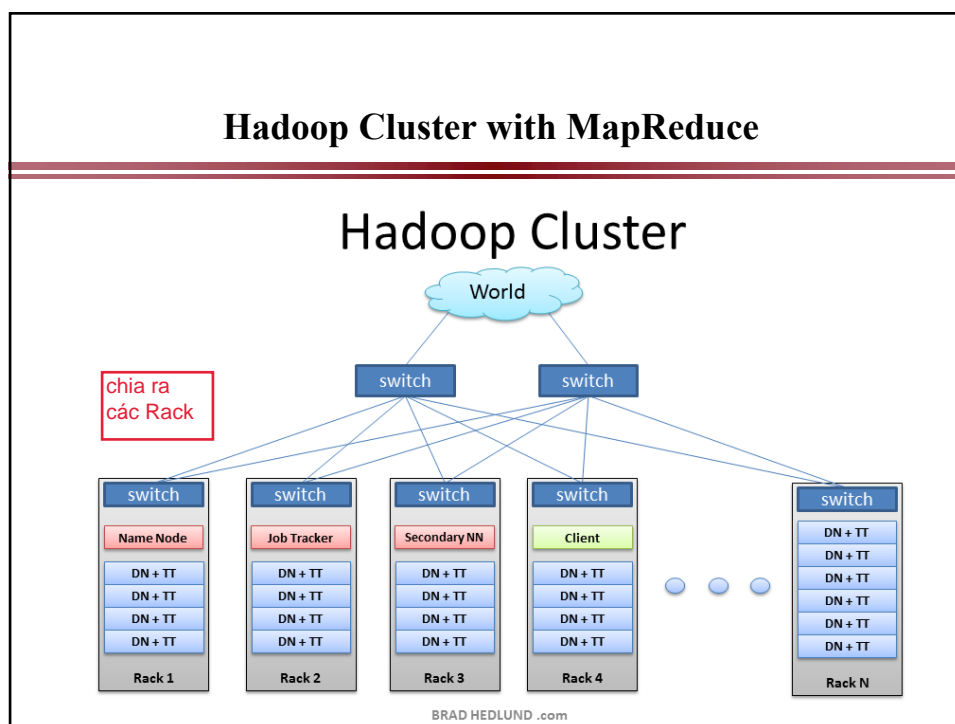 Hadoop Cluster with MapReduce
Hadoop Cluster
World
switch switch
chia ra
các Rack
switch switch switch switch switch
Name Node Job Tracker Secondary NN Client DN + TT
DN + TT
DN + TT DN + TT DN + TT DN + TT DN + TT
DN + TT DN + TT DN + TT DN + TT DN + TT
DN + TT DN + TT DN + TT DN + TT DN + TT
DN + TT DN + TT DN + TT DN + TT DN + TT
Rack 1 Rack 2 Rack 3 Rack 4 Rack N
BRAD HEDLUND .com